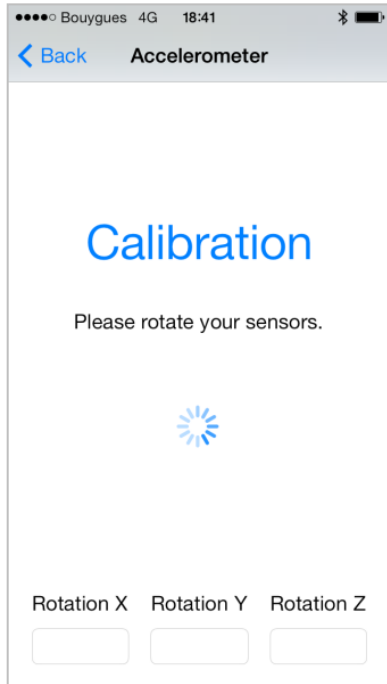 Bouygues 4G 18:41
Back Accelerometer
Calibration
Please rotate your sensors.
Rotation X Rotation Y Rotation Z